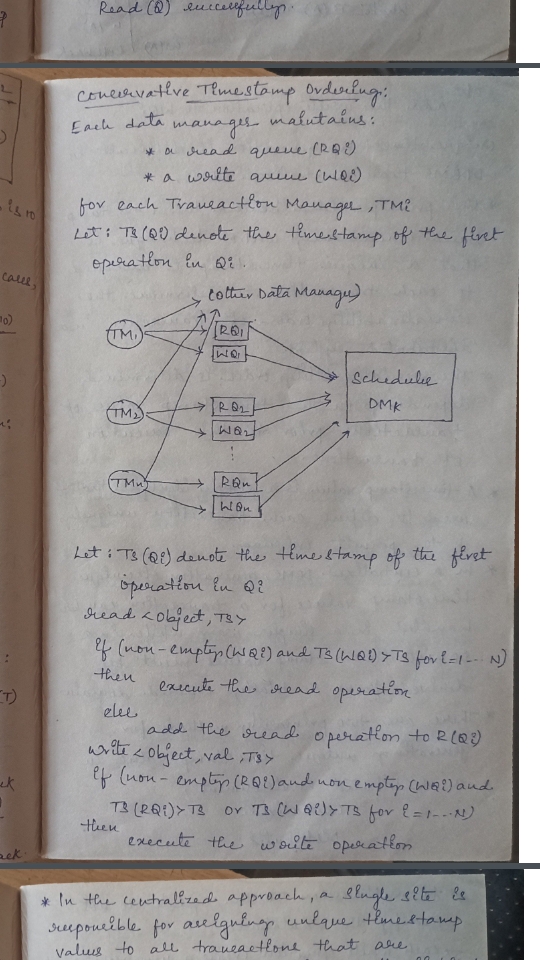 Read (Q) successfully.
Conservative Timestamp Ordering:
Each data manager maintains:
* a read queue (RQi)
* a write queue (WQi)
for each Transaction Manager, TMi
Let: TS(Qi) denote the timestamp of the first
operation in Qi.
(other Data Manager)
TM1
RQ1
WQ1
Scheduler
DMK
TM2
RQ2
WQ2
TMn
RQn
WQn
Let: TS(Qi) denote the timestamp of the first
operation in Qi
read <Object, TS>
if (non-empty (WQi) and TS(WQi) > TS for i=1--- N)
then
execute the read operation
else
add the read operation to R(Qi)
write <Object, val, TS>
if (non-empty (RQi) and non empty (WQi) and
TS(RQi) > TS or TS(WQi) > TS for i=1...N)
then
execute the write operation
* In the centralized approach, a single site is
responsible for assigning unique timestamp
values to all transactions that are
is 10
cases,